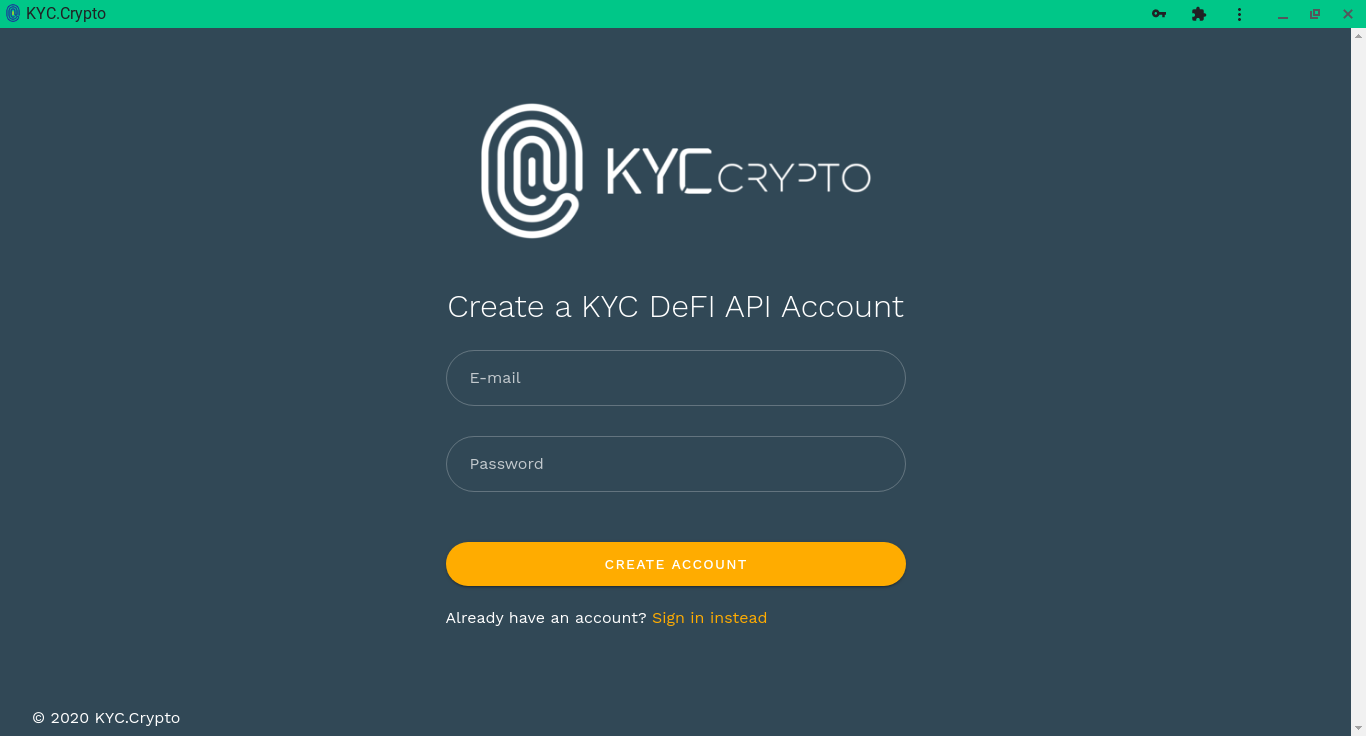 KYC.Crypto
KYC CRYPTO
Create a KYC DeFI API Account
E-mail
Password
CREATE ACCOUNT
Already have an account? Sign in instead
© 2020 KYC.Crypto